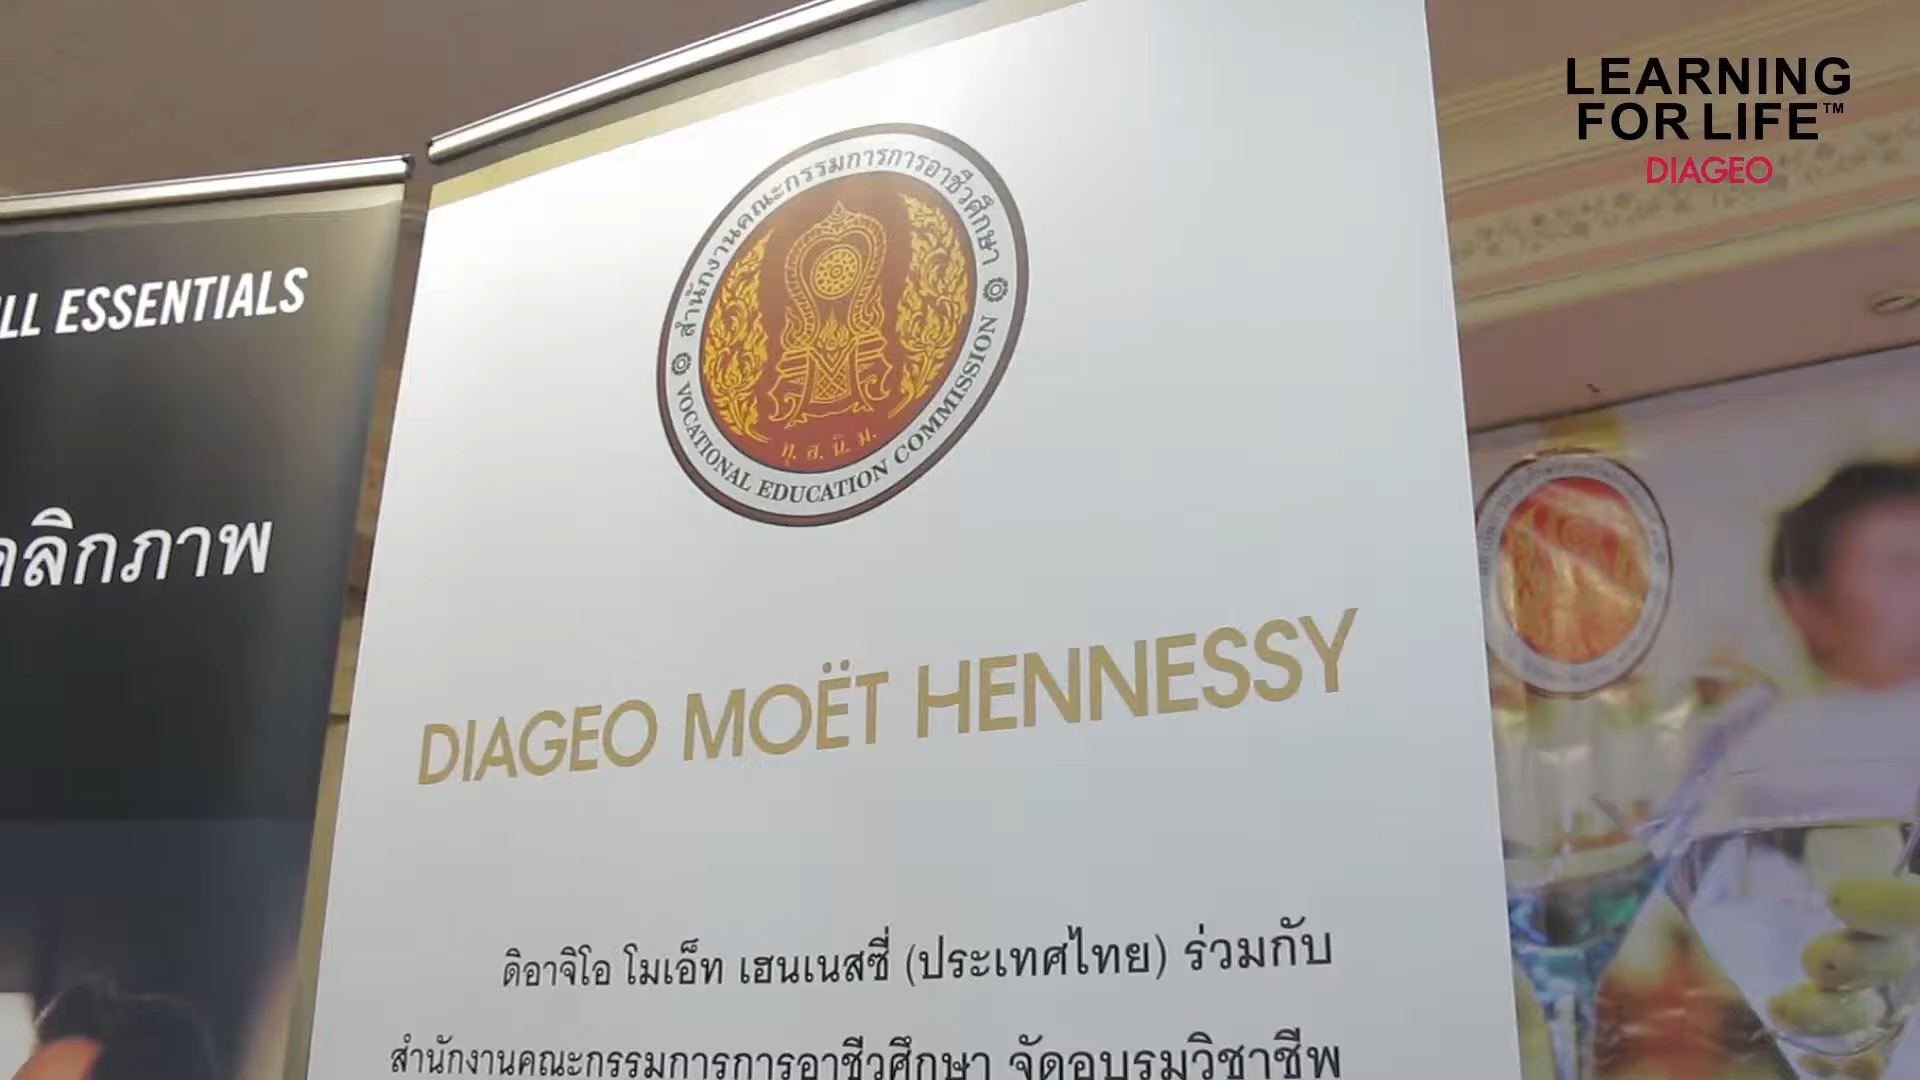 LEARNING
FOR LIFE™
DIAGEO
ESSENTIALS
คลิกภาพ
สำนักงานคณะกรรมการการอาชีวศึกษา
ทุ. ส. นิ. ม.
VOCATIONAL EDUCATION COMMISSION
DIAGEO MOËT HENNESSY
ดิอาจิโอ โมเอ็ท เฮนเนสซี่ (ประเทศไทย) ร่วมกับ
สำนักงานคณะกรรมการการอาชีวศึกษา จัดอบรมวิชาชีพ